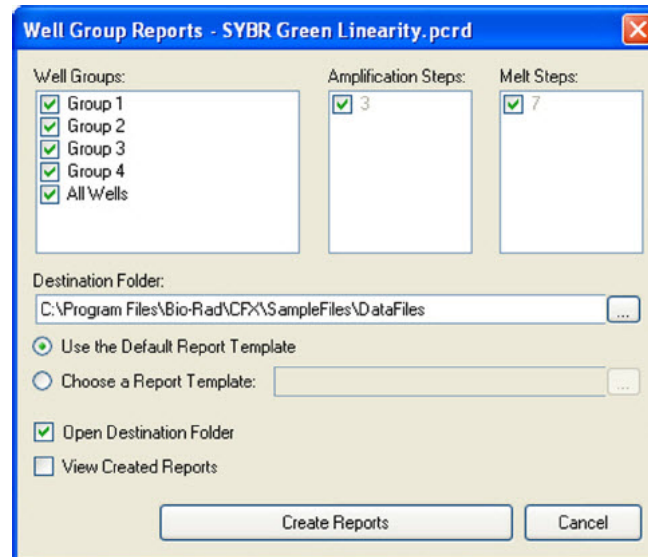 Well Group Reports - SYBR Green Linearity.pcrd
Well Groups:
Group 1
Group 2
Group 3
Group 4
All Wells
Amplification Steps:
3
Melt Steps:
7
Destination Folder:
C:\Program Files\Bio-Rad\CFX\SampleFiles\DataFiles
...
Use the Default Report Template
Choose a Report Template:
...
Open Destination Folder
View Created Reports
Create Reports
Cancel